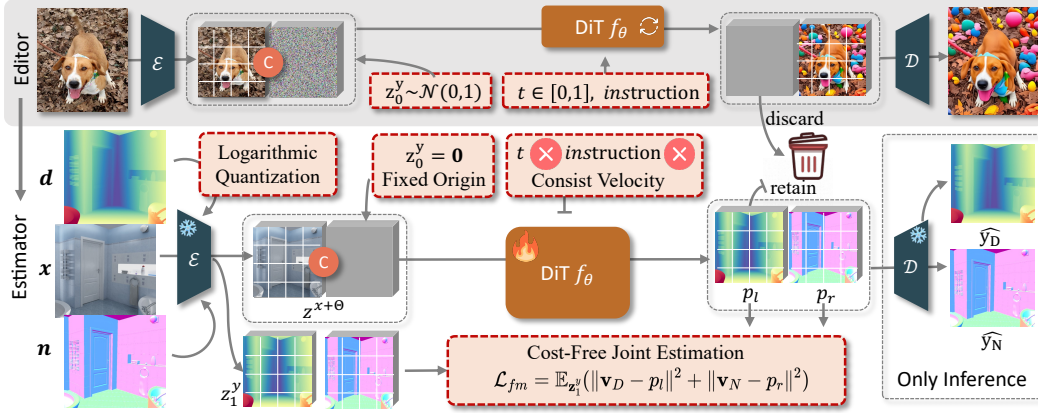 Editor
ℰ
C
DiT f_θ
𝒟
z_0^y~𝒩(0,1)
t ∈ [0,1], instruction
discard
Estimator
d
Logarithmic
Quantization
z_0^y = 0
Fixed Origin
t instruction
Consist Velocity
retain
x
ℰ
C
z^{x+Θ}
DiT f_θ
p_l
p_r
𝒟
ŷ_D
n
z_1^y
Cost-Free Joint Estimation
ℒ_{fm} = 𝔼_{z_1^y}(‖v_D − p_l‖² + ‖v_N − p_r‖²)
ŷ_N
Only Inference